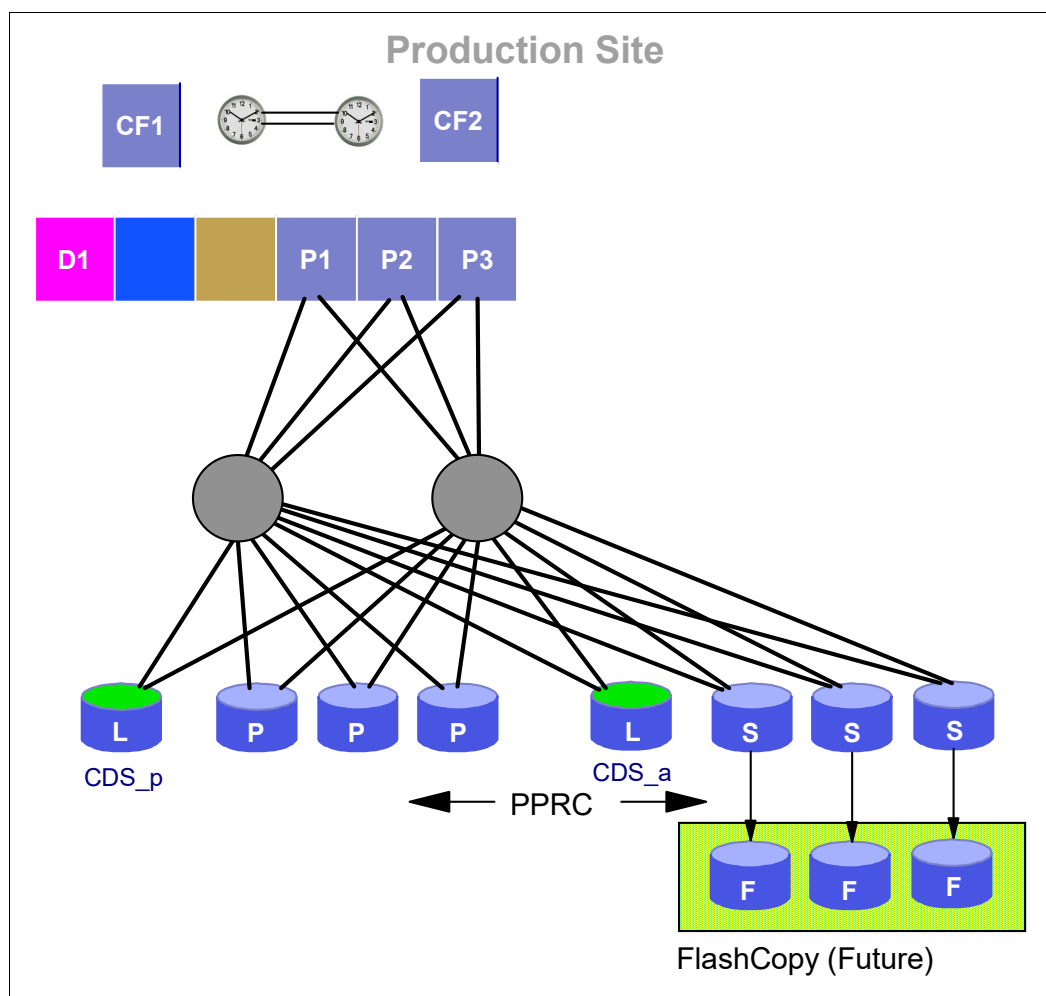 Production Site
CF1
CF2
D1
P1
P2
P3
L
P
P
P
L
S
S
S
CDS_p
CDS_a
PPRC
F
F
F
FlashCopy (Future)